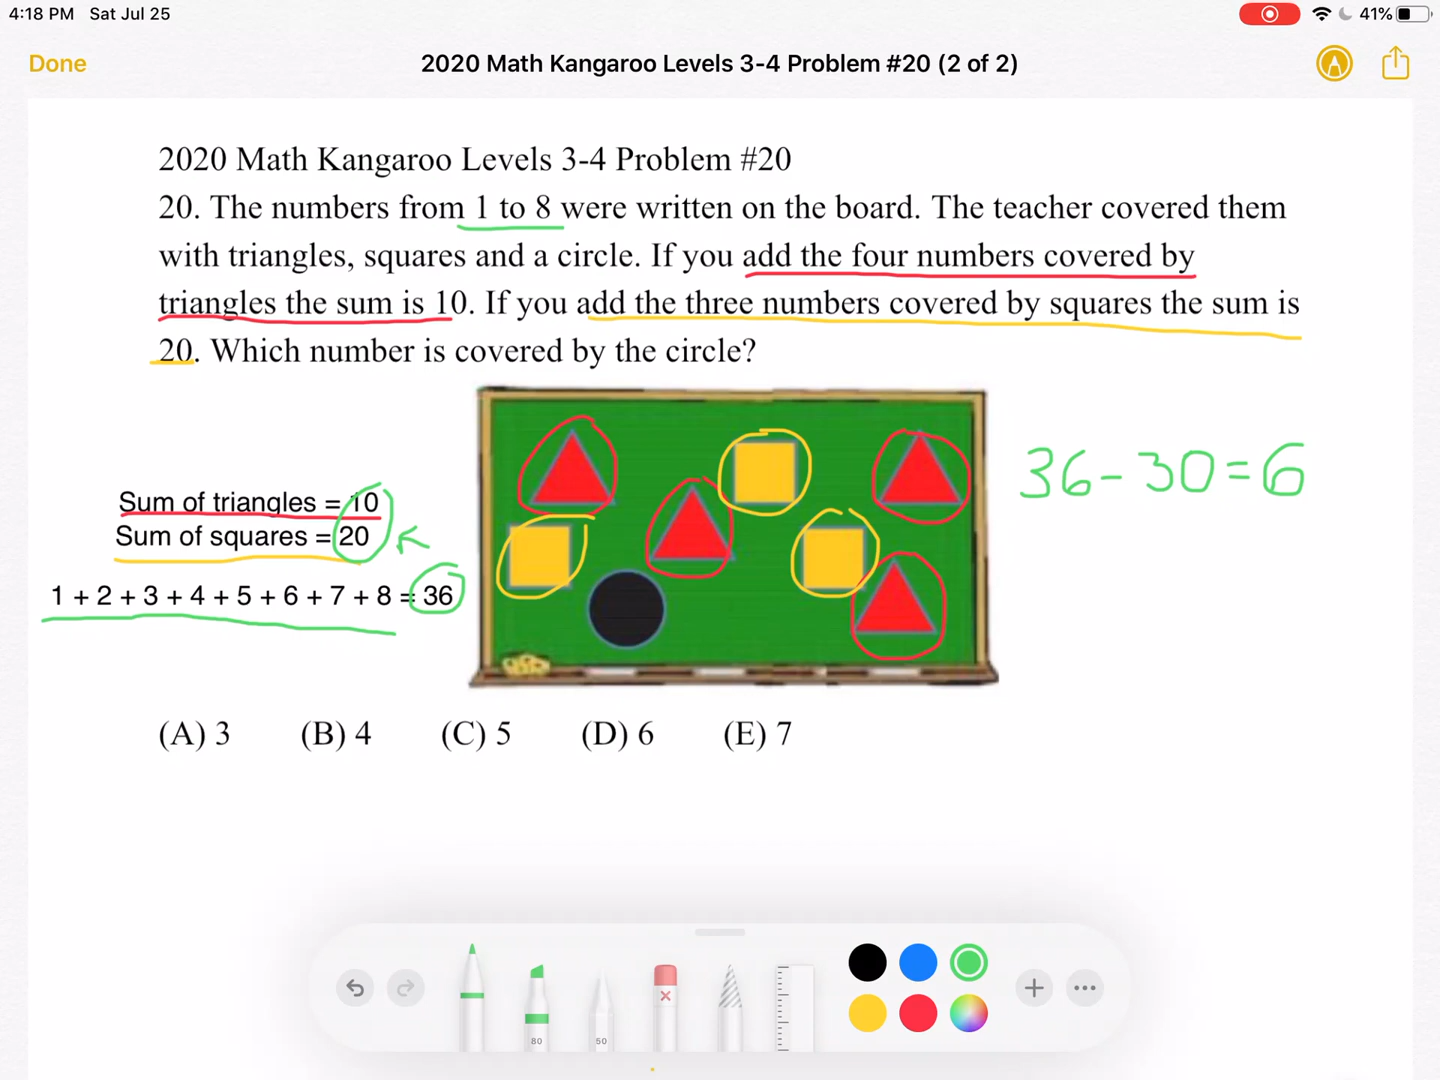 4:18 PM Sat Jul 25
41%
Done
2020 Math Kangaroo Levels 3-4 Problem #20 (2 of 2)
2020 Math Kangaroo Levels 3-4 Problem #20
20. The numbers from 1 to 8 were written on the board. The teacher covered them
with triangles, squares and a circle. If you add the four numbers covered by
triangles the sum is 10. If you add the three numbers covered by squares the sum is
20. Which number is covered by the circle?
36-30=6
Sum of triangles = 10
Sum of squares = 20
1 + 2 + 3 + 4 + 5 + 6 + 7 + 8 = 36
(A) 3 (B) 4 (C) 5 (D) 6 (E) 7
80
50